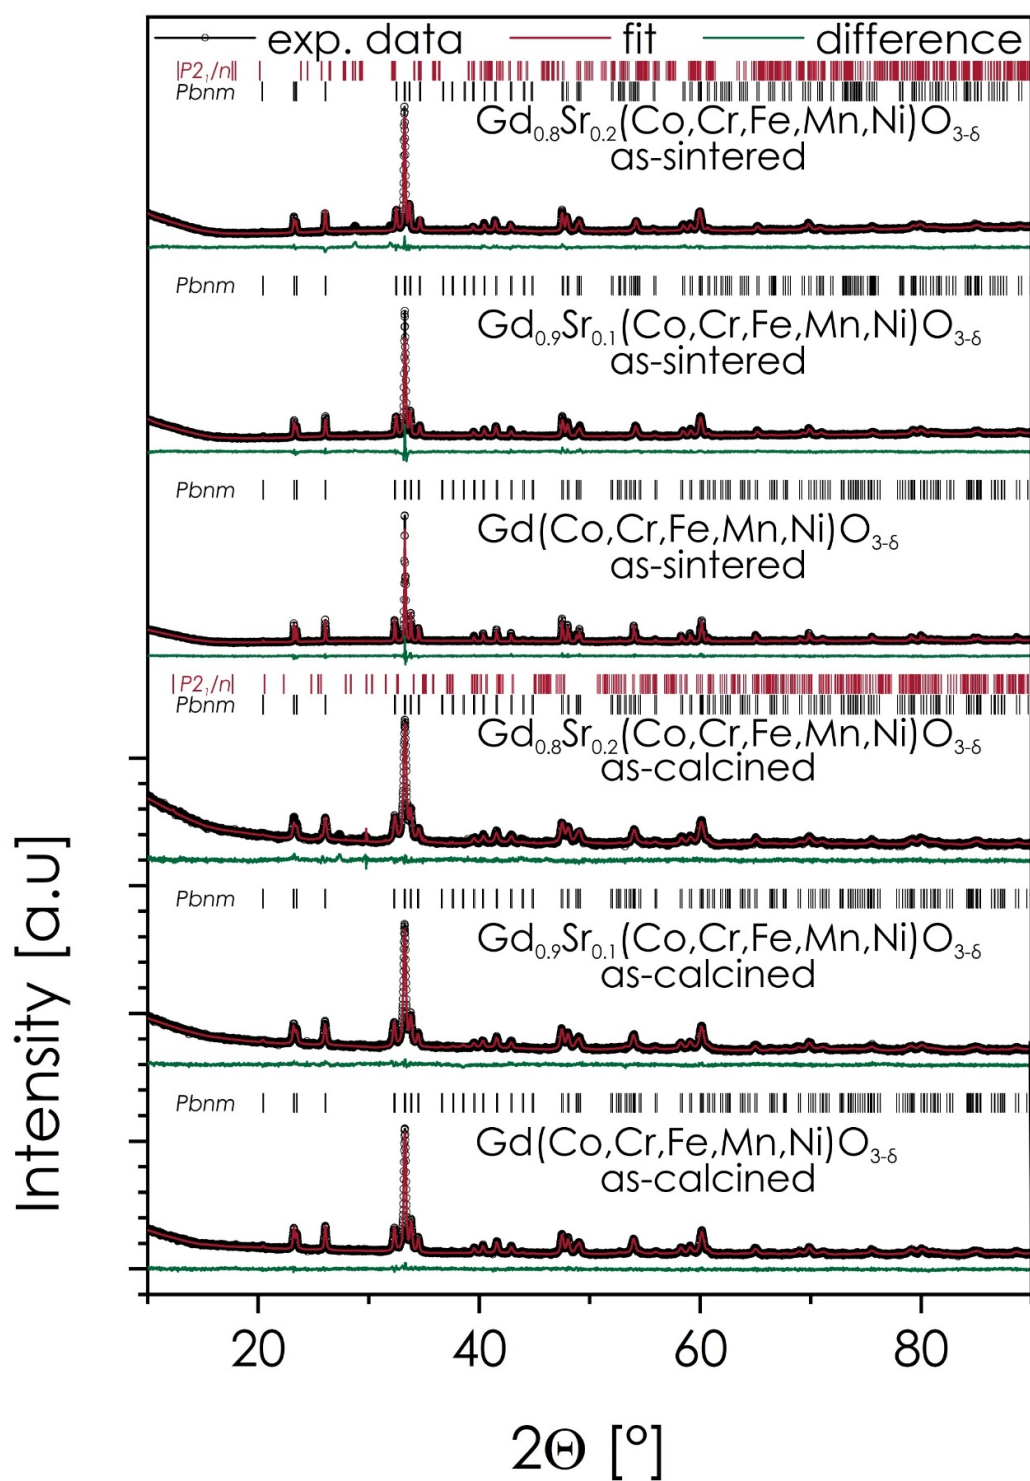 exp. data fit difference
P2₁/n
Pbnm
Gd₀.₈Sr₀.₂(Co,Cr,Fe,Mn,Ni)O₃₋δ
as-sintered
Pbnm
Gd₀.₉Sr₀.₁(Co,Cr,Fe,Mn,Ni)O₃₋δ
as-sintered
Pbnm
Gd(Co,Cr,Fe,Mn,Ni)O₃₋δ
as-sintered
P2₁/n
Pbnm
Gd₀.₈Sr₀.₂(Co,Cr,Fe,Mn,Ni)O₃₋δ
as-calcined
Pbnm
Gd₀.₉Sr₀.₁(Co,Cr,Fe,Mn,Ni)O₃₋δ
as-calcined
Pbnm
Gd(Co,Cr,Fe,Mn,Ni)O₃₋δ
as-calcined
Intensity [a.u]
20 40 60 80
2Θ [°]